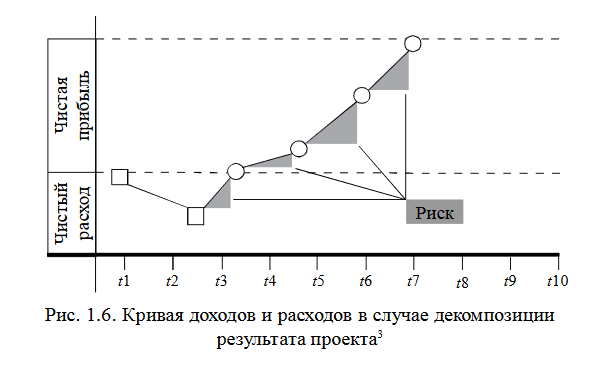 Чистая
прибыль
Чистый
расход
Риск
t1 t2 t3 t4 t5 t6 t7 t8 t9 t10
Рис. 1.6. Кривая доходов и расходов в случае декомпозиции
результата проекта³